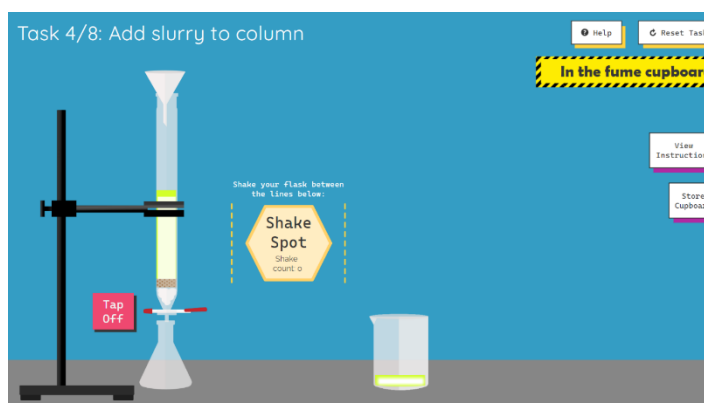 Task 4/8: Add slurry to column
Help
Reset Task
In the fume cupboar
View
Instruction
Store
Cupboar
Shake your flask between
the lines below:
Shake
Spot
Shake
count 0
Tap
Off